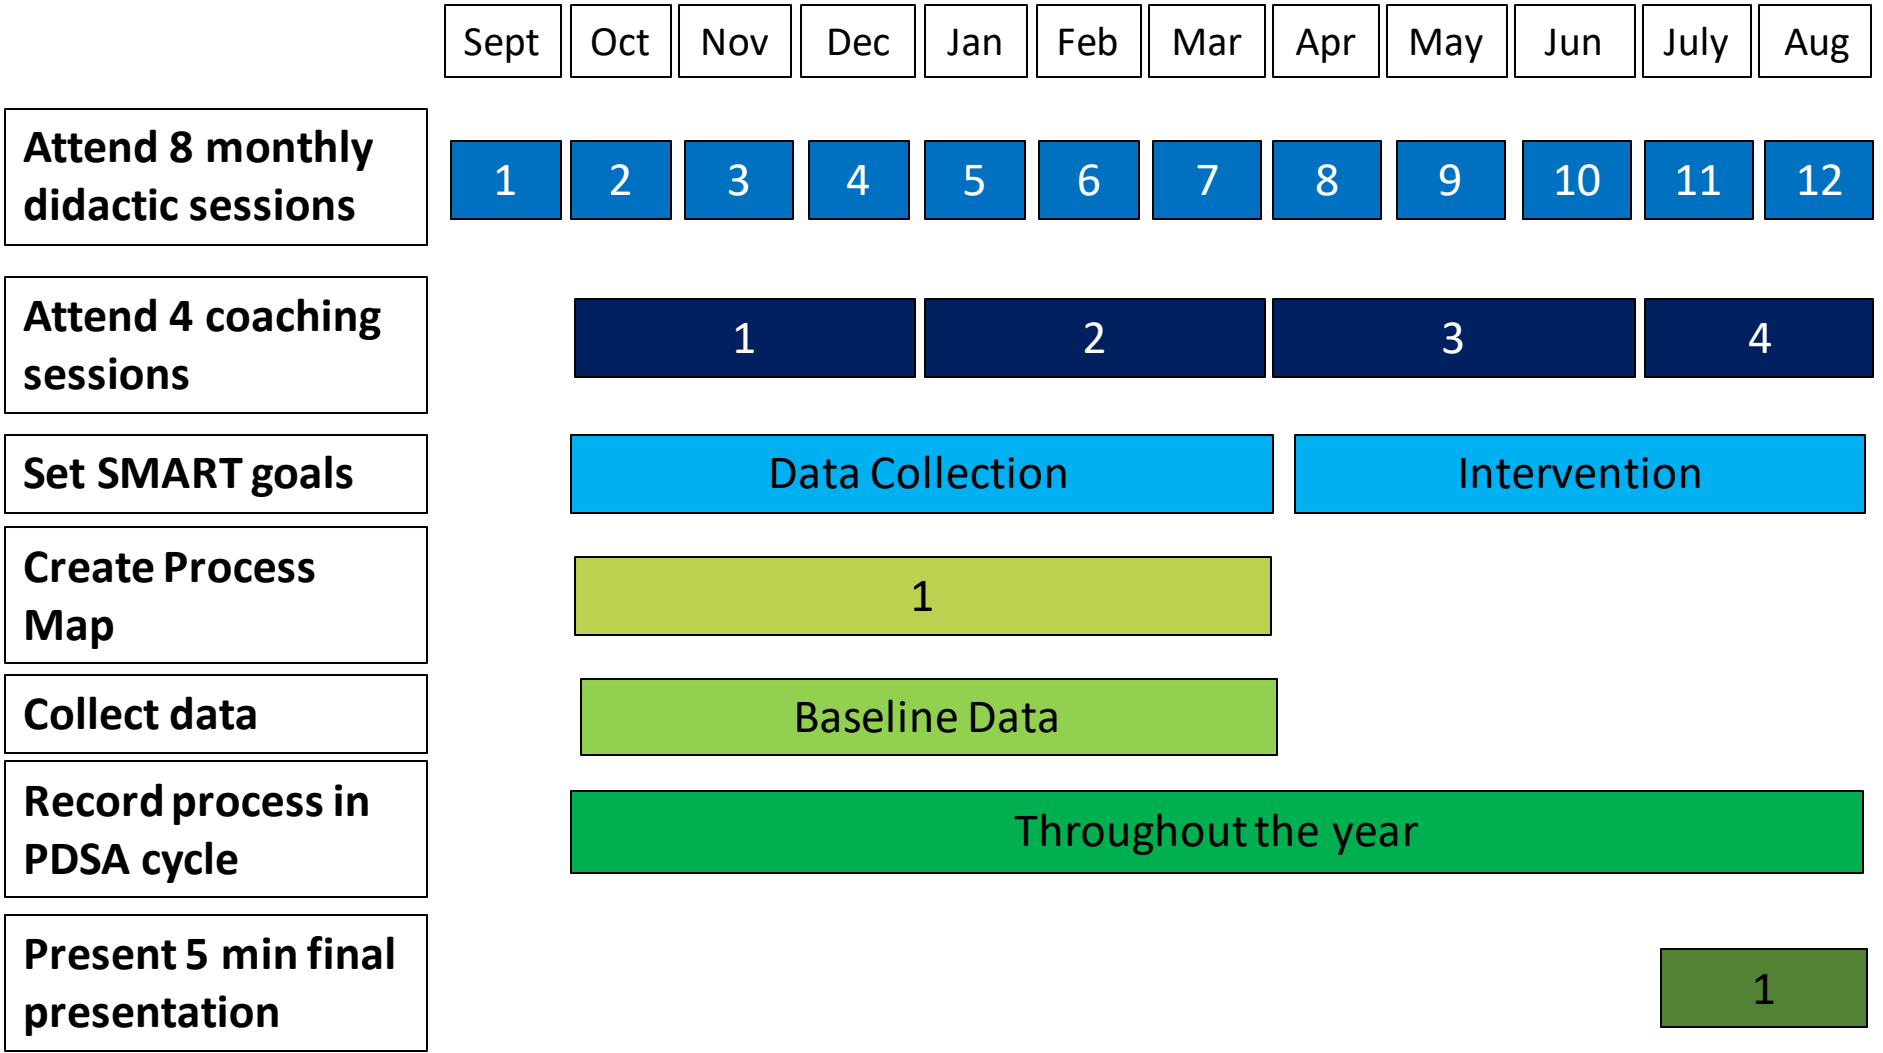 Sept Oct Nov Dec Jan Feb Mar Apr May Jun July Aug
Attend 8 monthly
didactic sessions
1 2 3 4 5 6 7 8 9 10 11 12
Attend 4 coaching
sessions
1 2 3 4
Set SMART goals
Data Collection Intervention
Create Process
Map
1
Collect data
Baseline Data
Record process in
PDSA cycle
Throughout the year
Present 5 min final
presentation
1